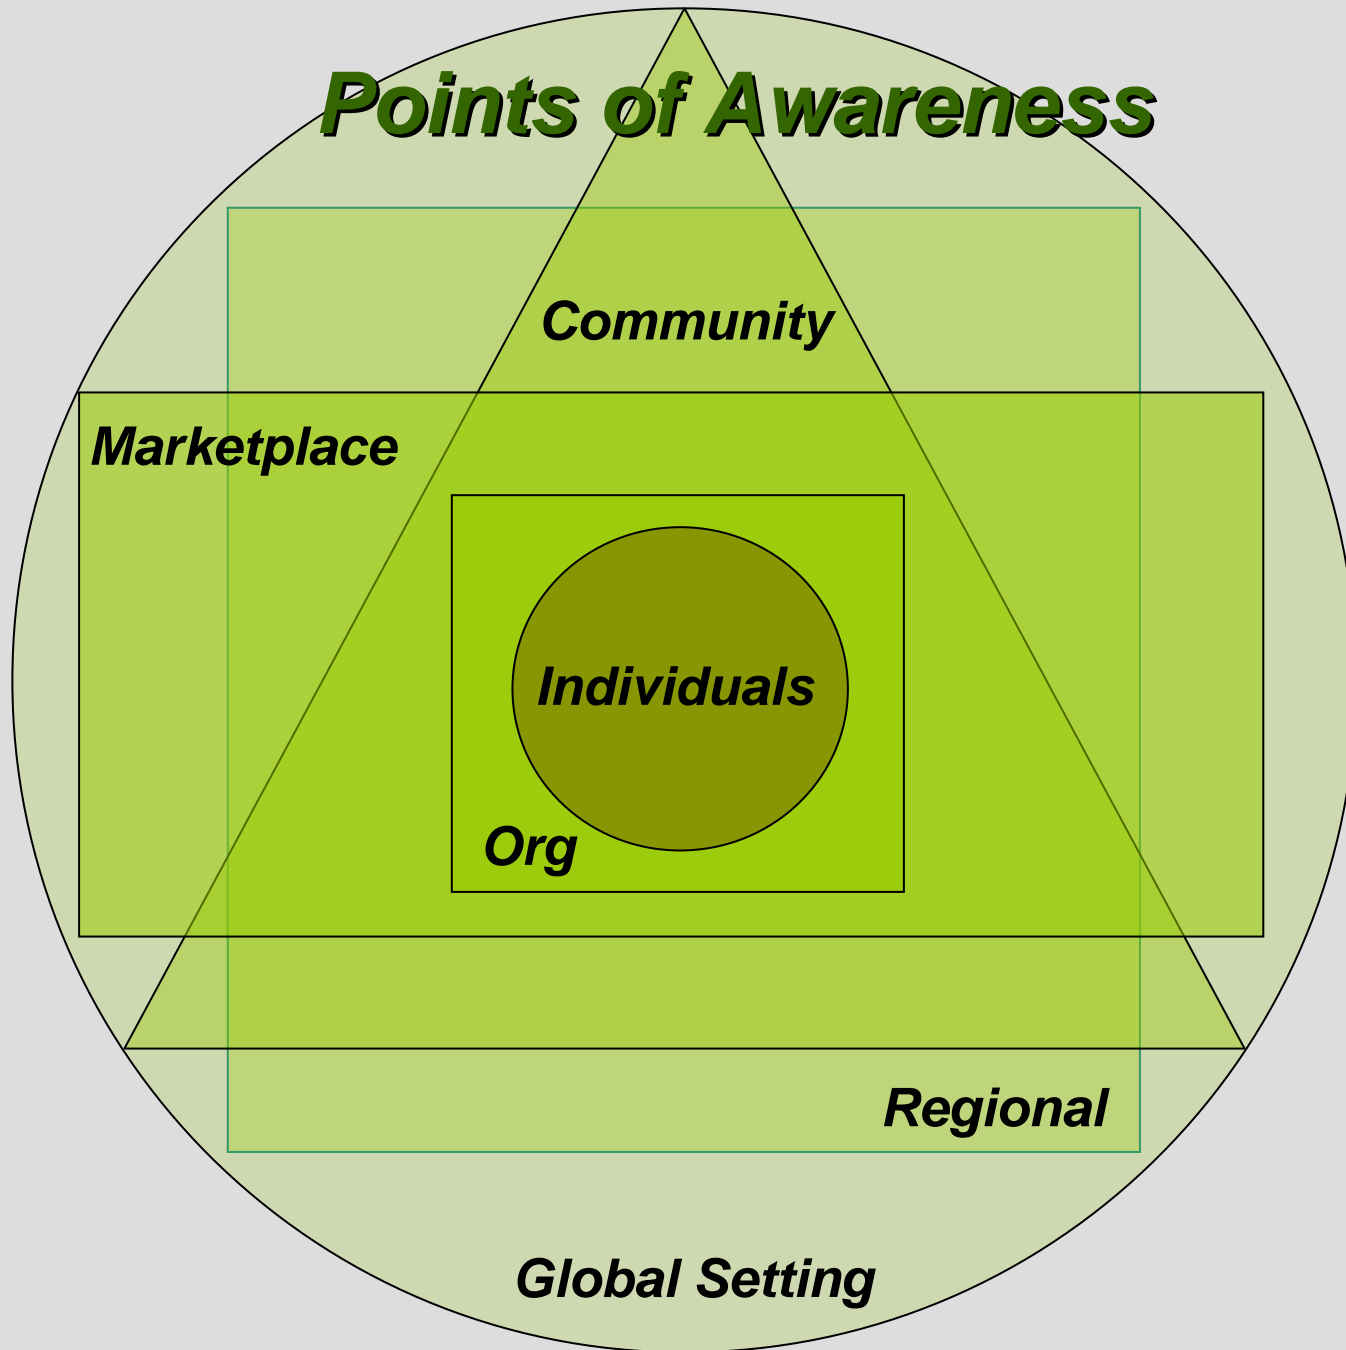 Points of Awareness
Community
Marketplace
Individuals
Org
Regional
Global Setting